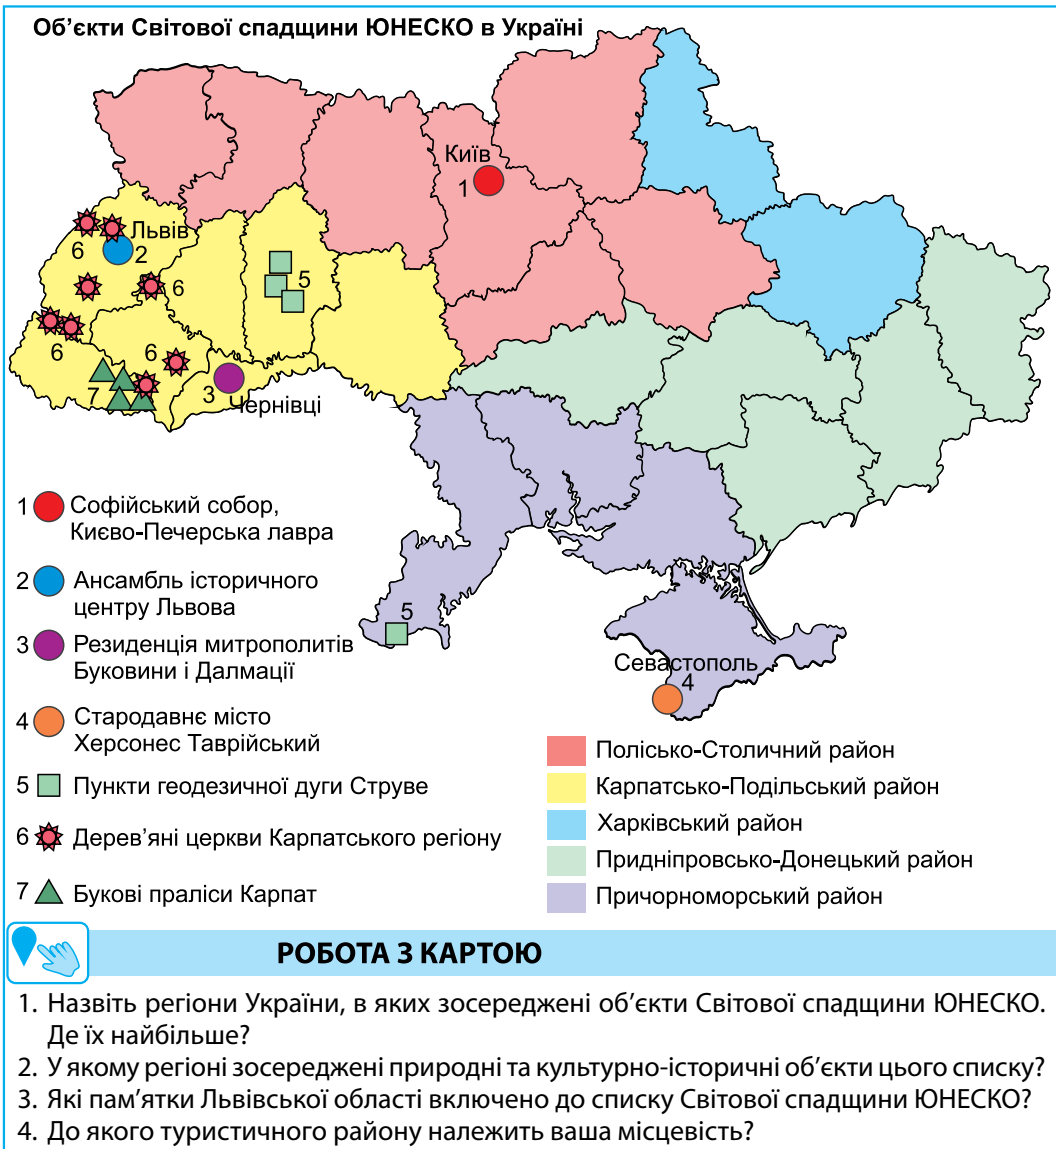 Об’єкти Світової спадщини ЮНЕСКО в Україні
Київ
1
Львів
6
2
6
5
6
6
7
3
Чернівці
5
Севастополь
4
1 Софійський собор,
Києво-Печерська лавра
2 Ансамбль історичного
центру Львова
3 Резиденція митрополитів
Буковини і Далмації
4 Стародавнє місто
Херсонес Таврійський
5 Пункти геодезичної дуги Струве
6 Дерев’яні церкви Карпатського регіону
7 Букові праліси Карпат
Полісько-Столичний район
Карпатсько-Подільський район
Харківський район
Придніпровсько-Донецький район
Причорноморський район
РОБОТА З КАРТОЮ
1. Назвіть регіони України, в яких зосереджені об’єкти Світової спадщини ЮНЕСКО.
Де їх найбільше?
2. У якому регіоні зосереджені природні та культурно-історичні об’єкти цього списку?
3. Які пам’ятки Львівської області включено до списку Світової спадщини ЮНЕСКО?
4. До якого туристичного району належить ваша місцевість?